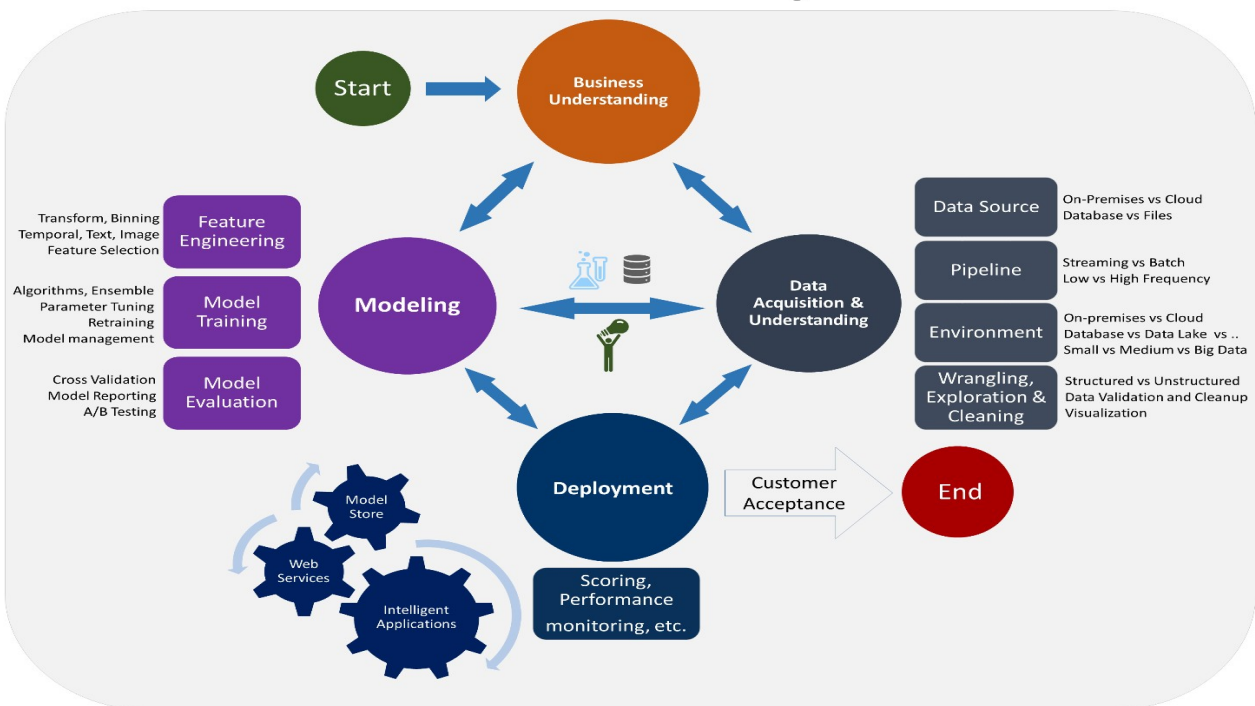 Start
Business
Understanding
Feature
Engineering
Transform, Binning
Temporal, Text, Image
Feature Selection
Model
Training
Algorithms, Ensemble
Parameter Tuning
Retraining
Model management
Model
Evaluation
Cross Validation
Model Reporting
A/B Testing
Modeling
Data
Acquisition &
Understanding
Data Source
On-Premises vs Cloud
Database vs Files
Pipeline
Streaming vs Batch
Low vs High Frequency
Environment
On-premises vs Cloud
Database vs Data Lake vs ..
Small vs Medium vs Big Data
Wrangling,
Exploration &
Cleaning
Structured vs Unstructured
Data Validation and Cleanup
Visualization
Deployment
Customer
Acceptance
End
Model
Store
Web
Services
Intelligent
Applications
Scoring,
Performance
monitoring, etc.